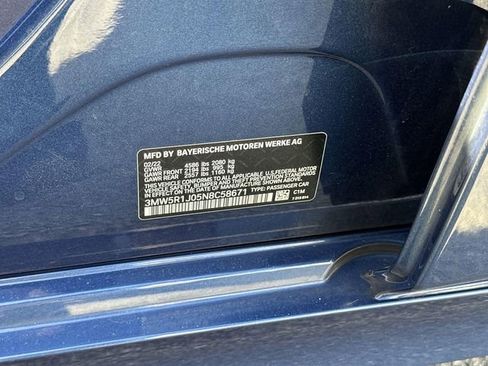 MFD BY BAYERISCHE MOTOREN WERKE AG
02/22
GVWR 4586 lbs 2080 kg
GAWR FRONT 2194 lbs 995 kg
GAWR REAR 2557 lbs 1160 kg
THIS VEHICLE CONFORMS TO ALL APPLICABLE U.S. FEDERAL MOTOR
VEHICLE SAFETY, BUMPER, AND THEFT PREVENTION STANDARDS
IN EFFECT ON THE DATE OF MANUFACTURE SHOWN ABOVE.
3MW5R1J05N8C58671 TYPE: PASSENGER CAR
C1M